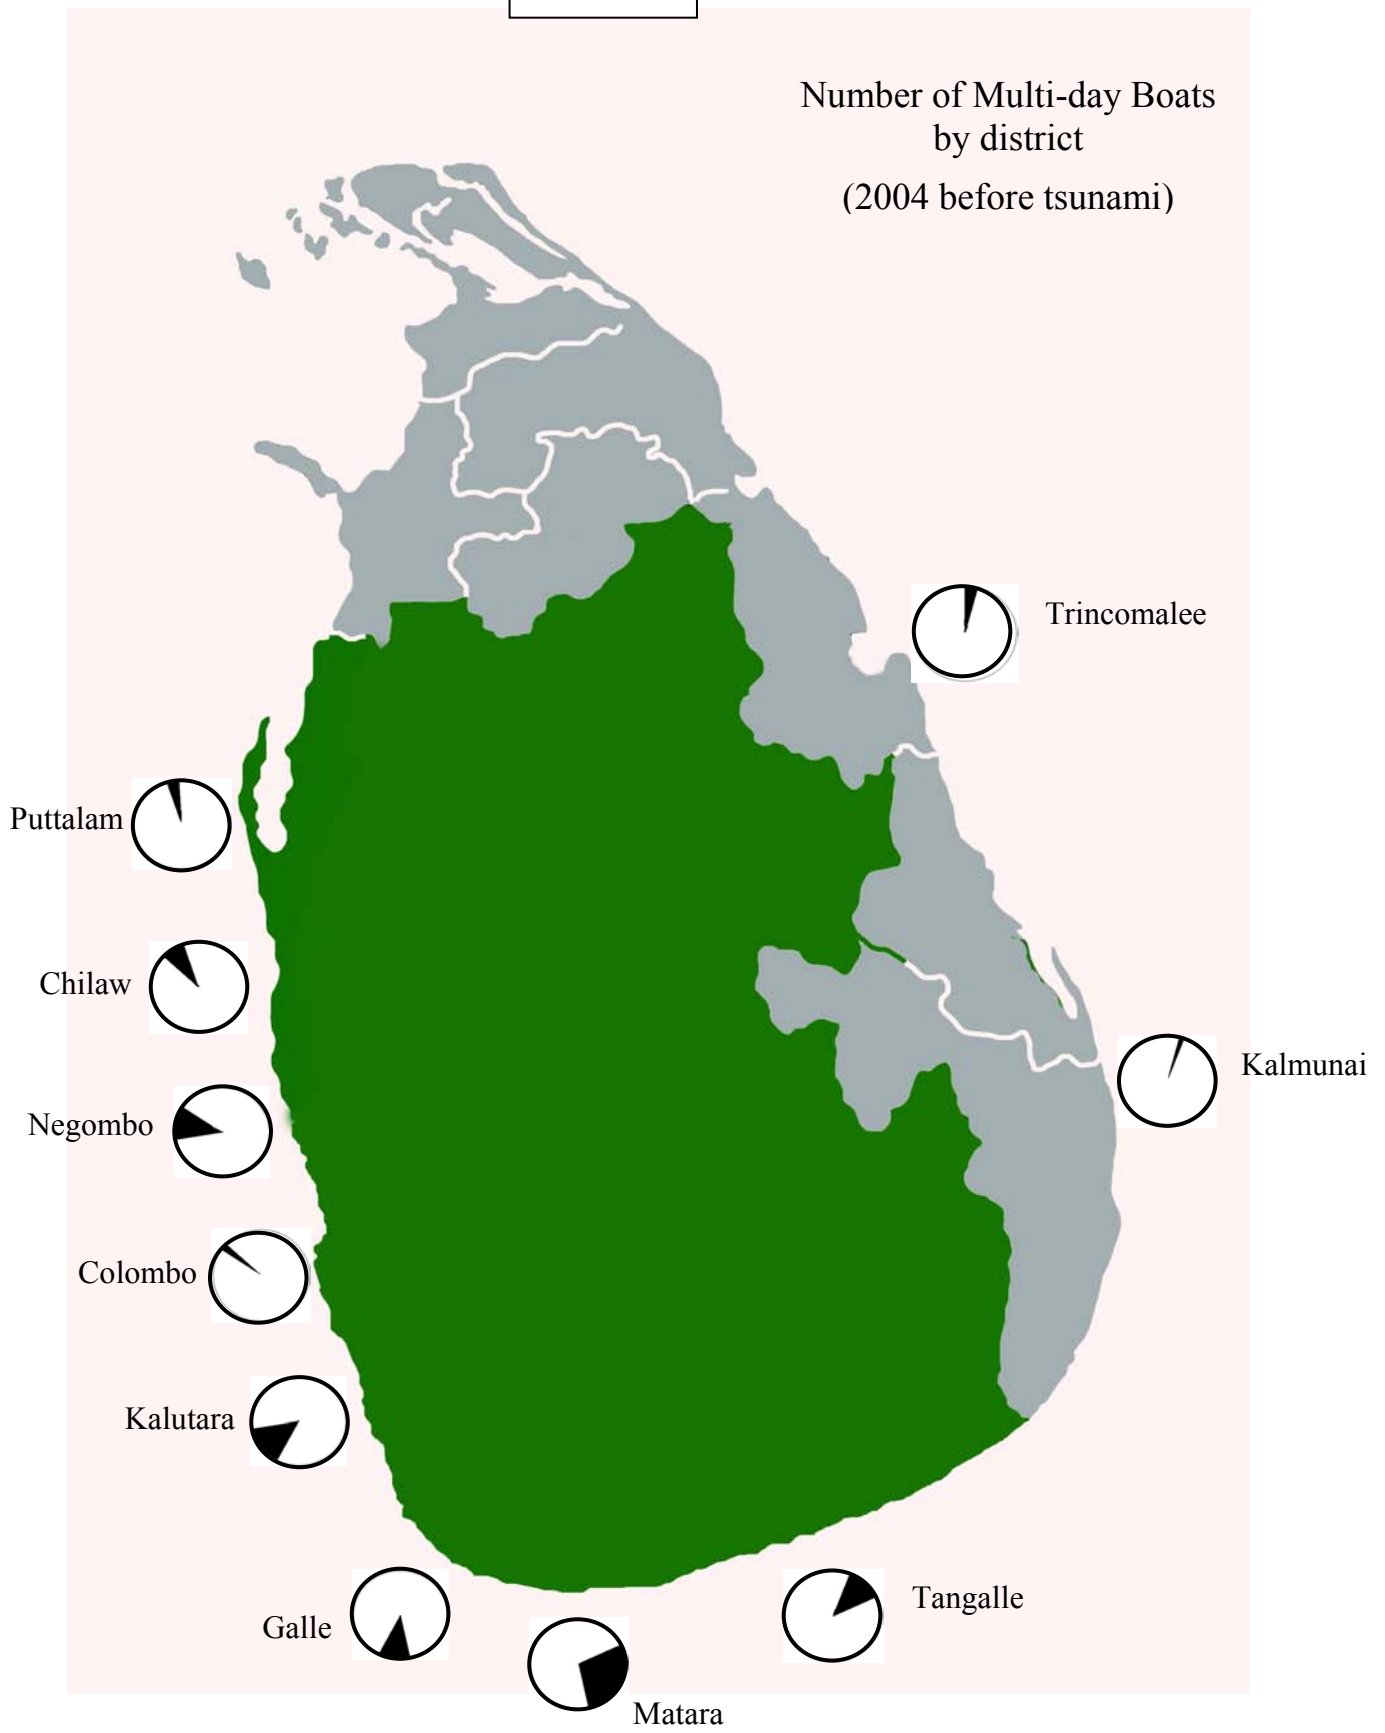 Number of Multi-day Boats
by district
(2004 before tsunami)
Trincomalee
Puttalam
Chilaw
Kalmunai
Negombo
Colombo
Kalutara
Tangalle
Galle
Matara